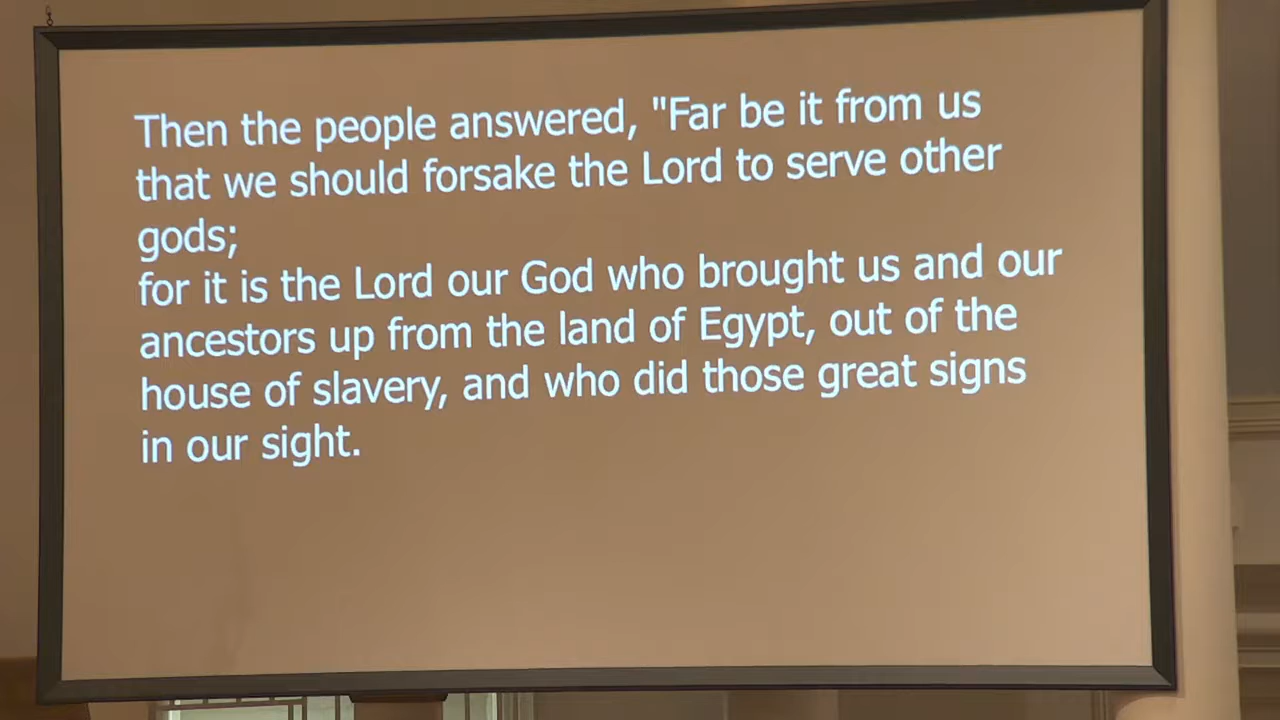 Then the people answered, "Far be it from us
that we should forsake the Lord to serve other
gods;
for it is the Lord our God who brought us and our
ancestors up from the land of Egypt, out of the
house of slavery, and who did those great signs
in our sight.